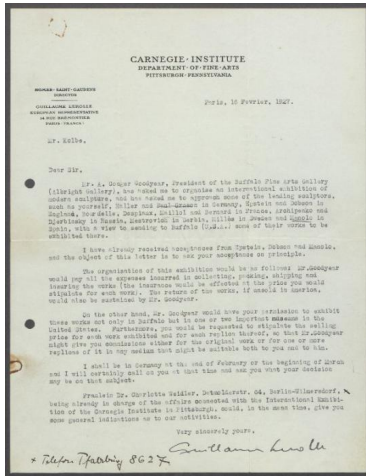 CARNEGIE · INSTITUTE
DEPARTMENT · OF · FINE · ARTS
PITTSBURGH · PENNSYLVANIA
HOMER · SAINT-GAUDENS
DIRECTOR
GUILLAUME LEROLLE
EUROPEAN REPRESENTATIVE
PARIS · FRANCE
Paris, 18 Fevrier, 1927.
Mr. Kolbe,
Dear Sir,
Mr. A. Conger Goodyear, President of the Buffalo Fine Arts Gallery
(Albright Gallery), has asked me to organise an international exhibition of
modern sculpture, and has asked me to approach some of the leading sculptors,
such as yourself, Haller and in Germany, Epstein and Dobson in
England, Bourdelle, Despiau, Maillol and Bernard in France, Archipenko and
in Russia, Mestrovich in Serbia, Milles in Sweden and Manolo in
Spain, with a view to sending to Buffalo (U.S.A.) some of their works to be
exhibited there.
I have already received acceptances from Epstein, Dobson and Manolo,
and the object of this letter is to ask your acceptance on principle.
The organisation of this exhibition would be as follows: Mr.Goodyear
would pay all the expenses incurred in collecting, packing, shipping and
insuring the works (the insurance would be affected at the price you would
stipulate for each work). The return of the works, if unsold in America,
would also be sustained by Mr. Goodyear.
On the other hand, Mr. Goodyear would have your permission to exhibit
these works not only in Buffalo but in one or two important museums in the
United States. Furthermore, you would be requested to stipulate the selling
price for each work exhibited and for each replica thereof, so that Mr.Goodyear
might give you commissions either for the original work or for one or more
replicas of it in any medium that might be suitable both to you and to him.
I shall be in Germany at the end of February or the beginning of March
and I will certainly call on you at that time and ask you what your decision
may be on that subject.
Fraulein Dr. Charlotte Weidler, Detmolderstr. 64, Berlin-Wilmersdorf,
being already in charge of the affairs connected with the International Exhibi-
tion of the Carnegie Institute in Pittsburgh, would, in the mean time, give you
some general indications as to our activities.
Very sincerely yours,
Guillaume Lerolle
+ Telefon Pfalzburg 8627